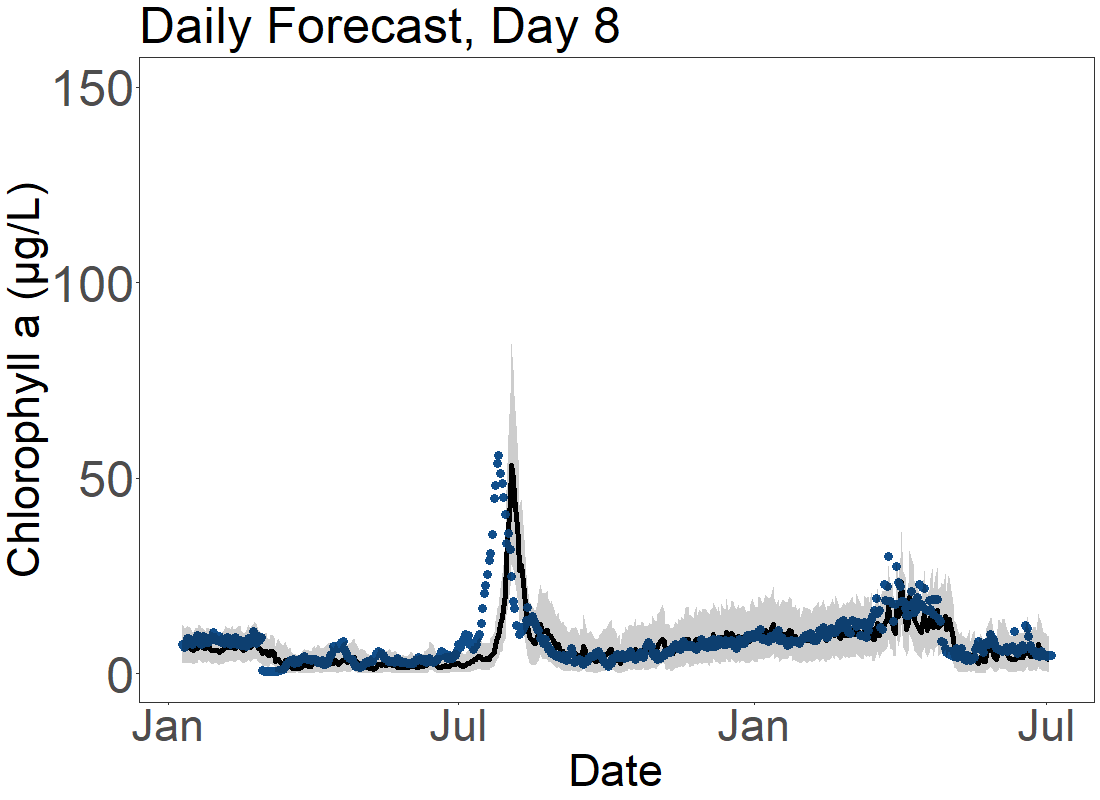 Daily Forecast, Day 8
Chlorophyll a (µg/L)
150
100
50
0
Jan
Jul
Jan
Jul
Date